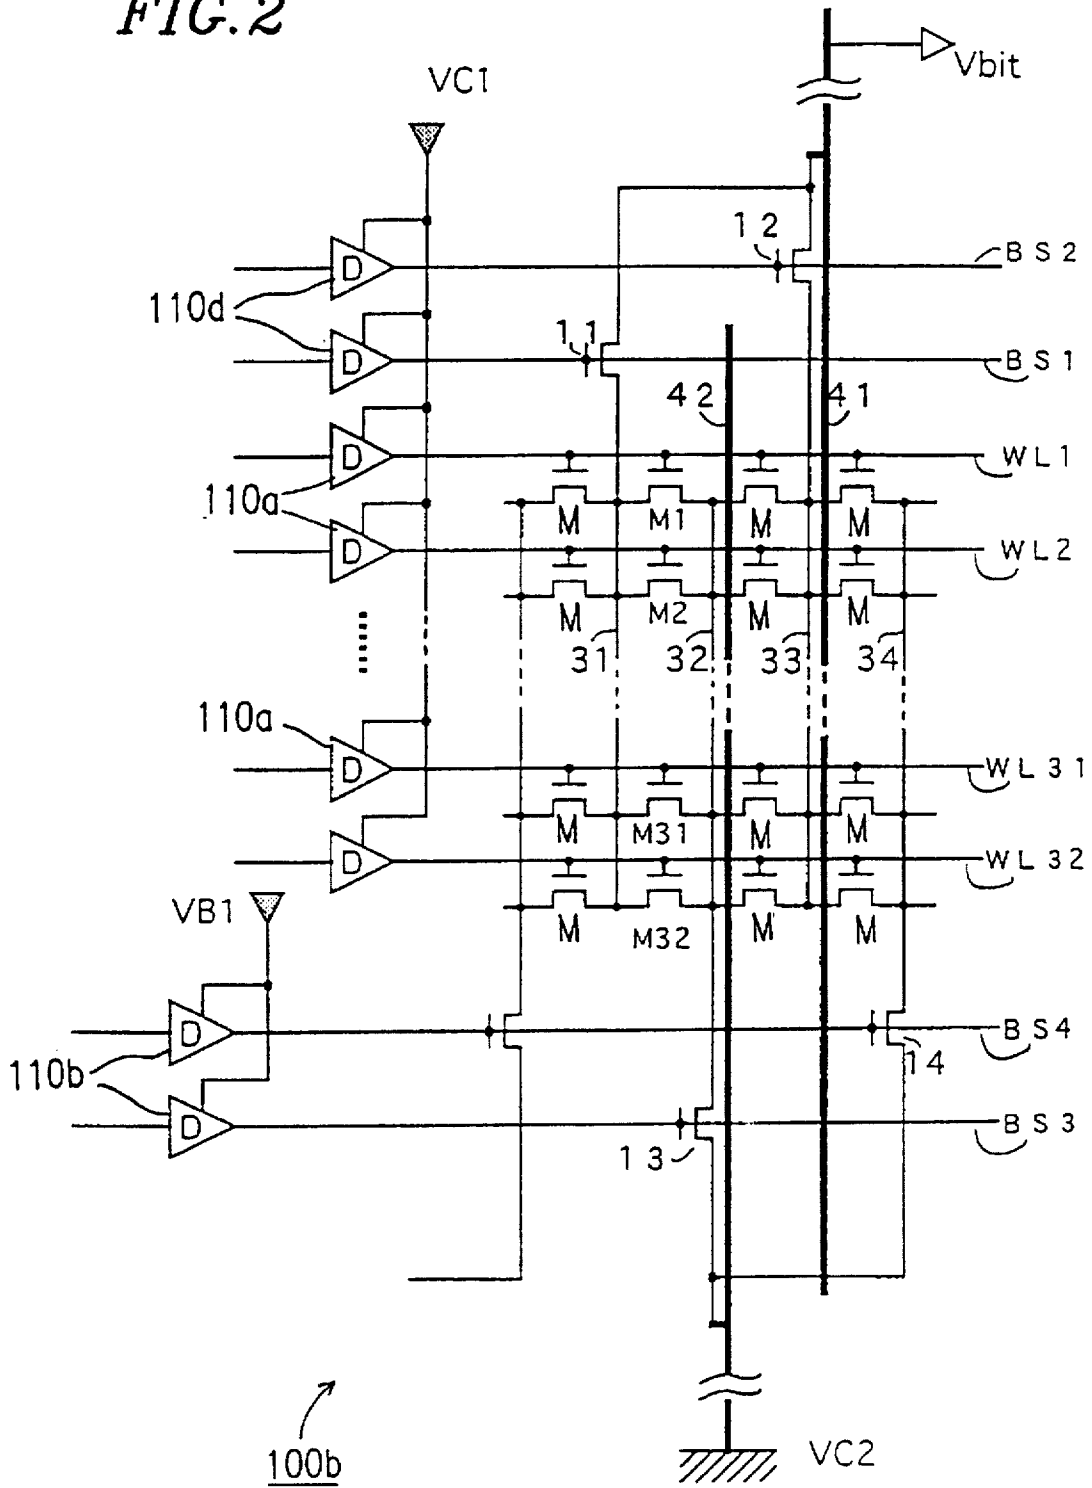 FIG. 2
Vbit
VC1
12
BS2
D
110d
11
BS1
D
42
41
WL1
D
110a
M
M1
M
M
WL2
D
M
M2
M
M
31
32
33
34
110a
WL31
D
M
M31
M
M
WL32
D
VB1
M
M32
M
M
BS4
D
14
110b
BS3
D
13
100b
VC2